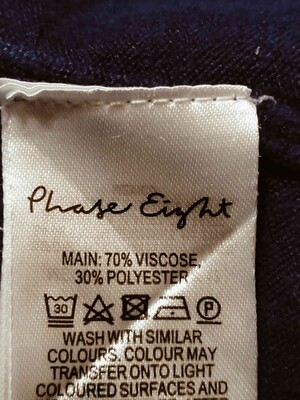 Phase Eight
MAIN: 70% VISCOSE,
30% POLYESTER
30 P
WASH WITH SIMILAR
COLOURS. COLOUR MAY
TRANSFER ONTO LIGHT
COLOURED SURFACES AND